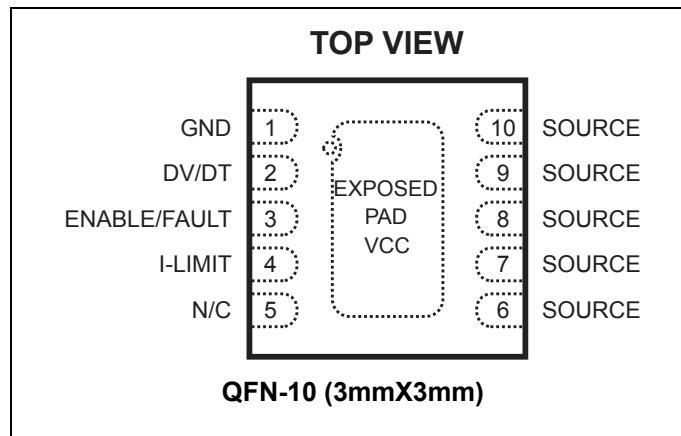 TOP VIEW
GND 1 10 SOURCE
DV/DT 2 9 SOURCE
ENABLE/FAULT 3 8 SOURCE
I-LIMIT 4 7 SOURCE
N/C 5 6 SOURCE
EXPOSED
PAD
VCC
QFN-10 (3mmX3mm)